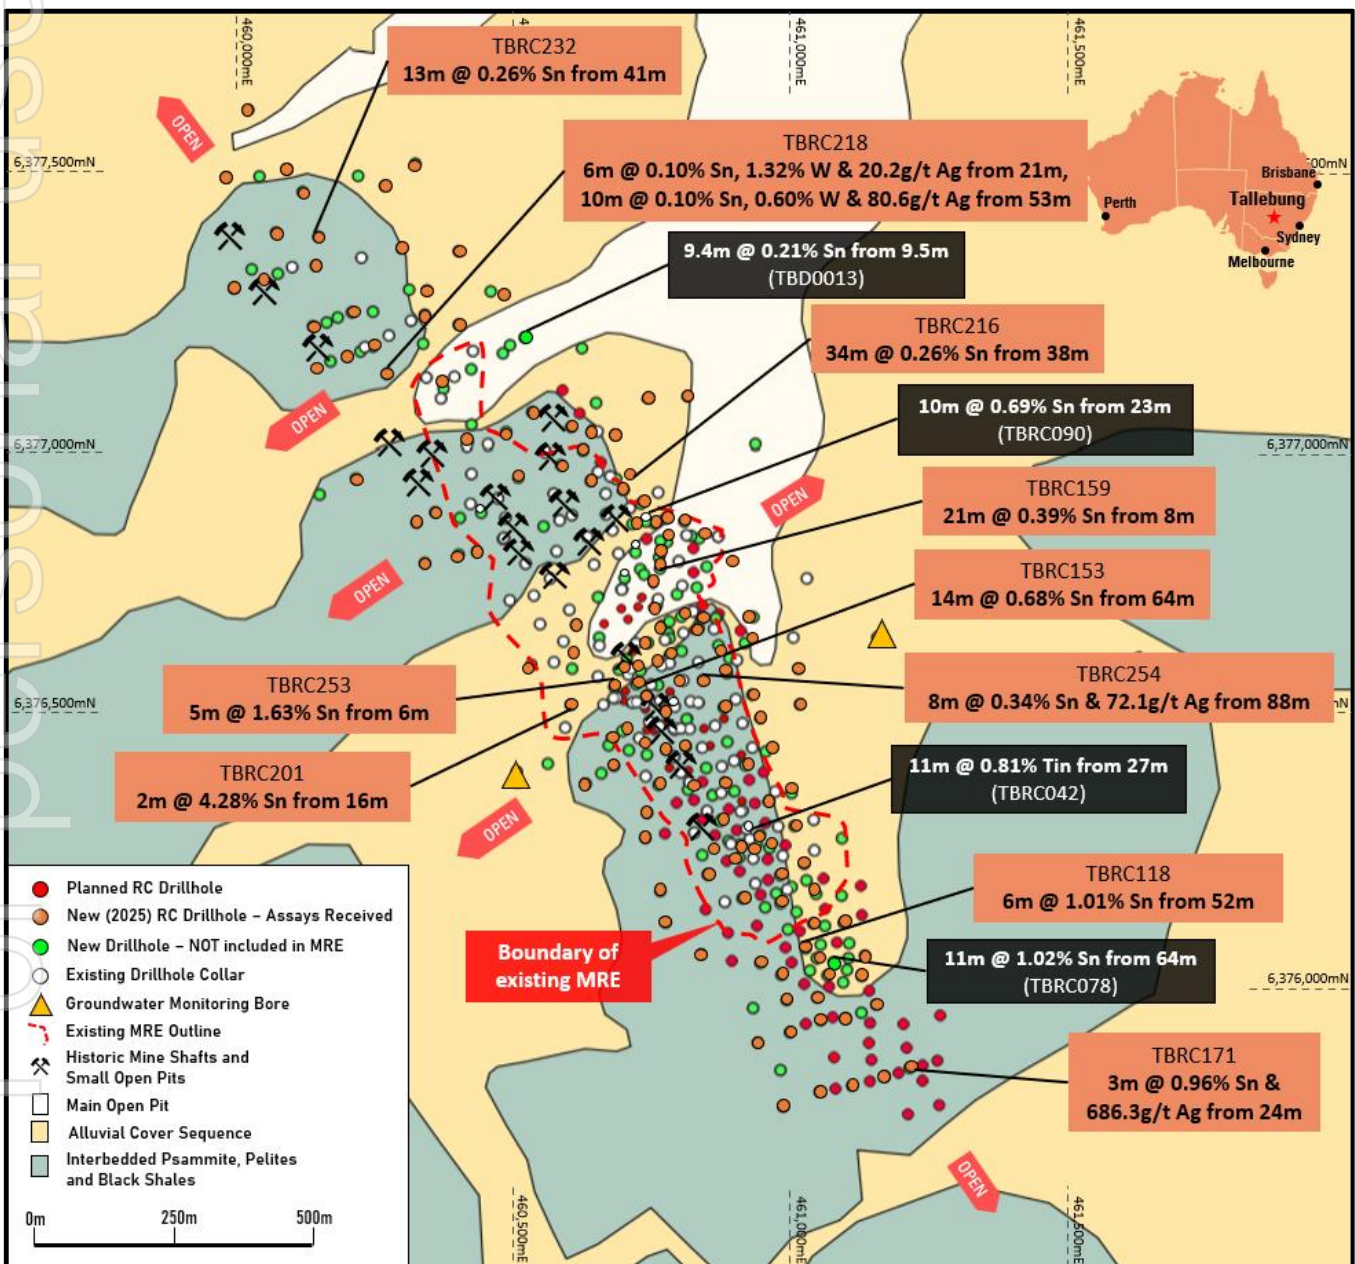 For personal use
460,000mE
4
461,000mE
461,500mE
TBRC232
13m @ 0.26% Sn from 41m
OPEN
6,377,500mN
TBRC218
6m @ 0.10% Sn, 1.32% W & 20.2g/t Ag from 21m,
10m @ 0.10% Sn, 0.60% W & 80.6g/t Ag from 53m
00mN
Brisbane
Perth
Tallebung
Sydney
Melbourne
9.4m @ 0.21% Sn from 9.5m
(TBD0013)
TBRC216
34m @ 0.26% Sn from 38m
OPEN
10m @ 0.69% Sn from 23m
(TBRC090)
6,377,000mN
6,377,000mN
TBRC159
21m @ 0.39% Sn from 8m
OPEN
TBRC153
14m @ 0.68% Sn from 64m
OPEN
TBRC253
5m @ 1.63% Sn from 6m
TBRC254
8m @ 0.34% Sn & 72.1g/t Ag from 88m
6,376,500mN
nN
TBRC201
2m @ 4.28% Sn from 16m
11m @ 0.81% Tin from 27m
(TBRC042)
OPEN
TBRC118
6m @ 1.01% Sn from 52m
Boundary of
existing MRE
11m @ 1.02% Sn from 64m
(TBRC078)
6,376,000mN
TBRC171
3m @ 0.96% Sn &
686.3g/t Ag from 24m
OPEN
Planned RC Drillhole
New (2025) RC Drillhole – Assays Received
New Drillhole – NOT included in MRE
Existing Drillhole Collar
Groundwater Monitoring Bore
Existing MRE Outline
Historic Mine Shafts and
Small Open Pits
Main Open Pit
Alluvial Cover Sequence
Interbedded Psammite, Pelites
and Black Shales
0m 250m 500m
460,500mE
461,000mE
461,500mE